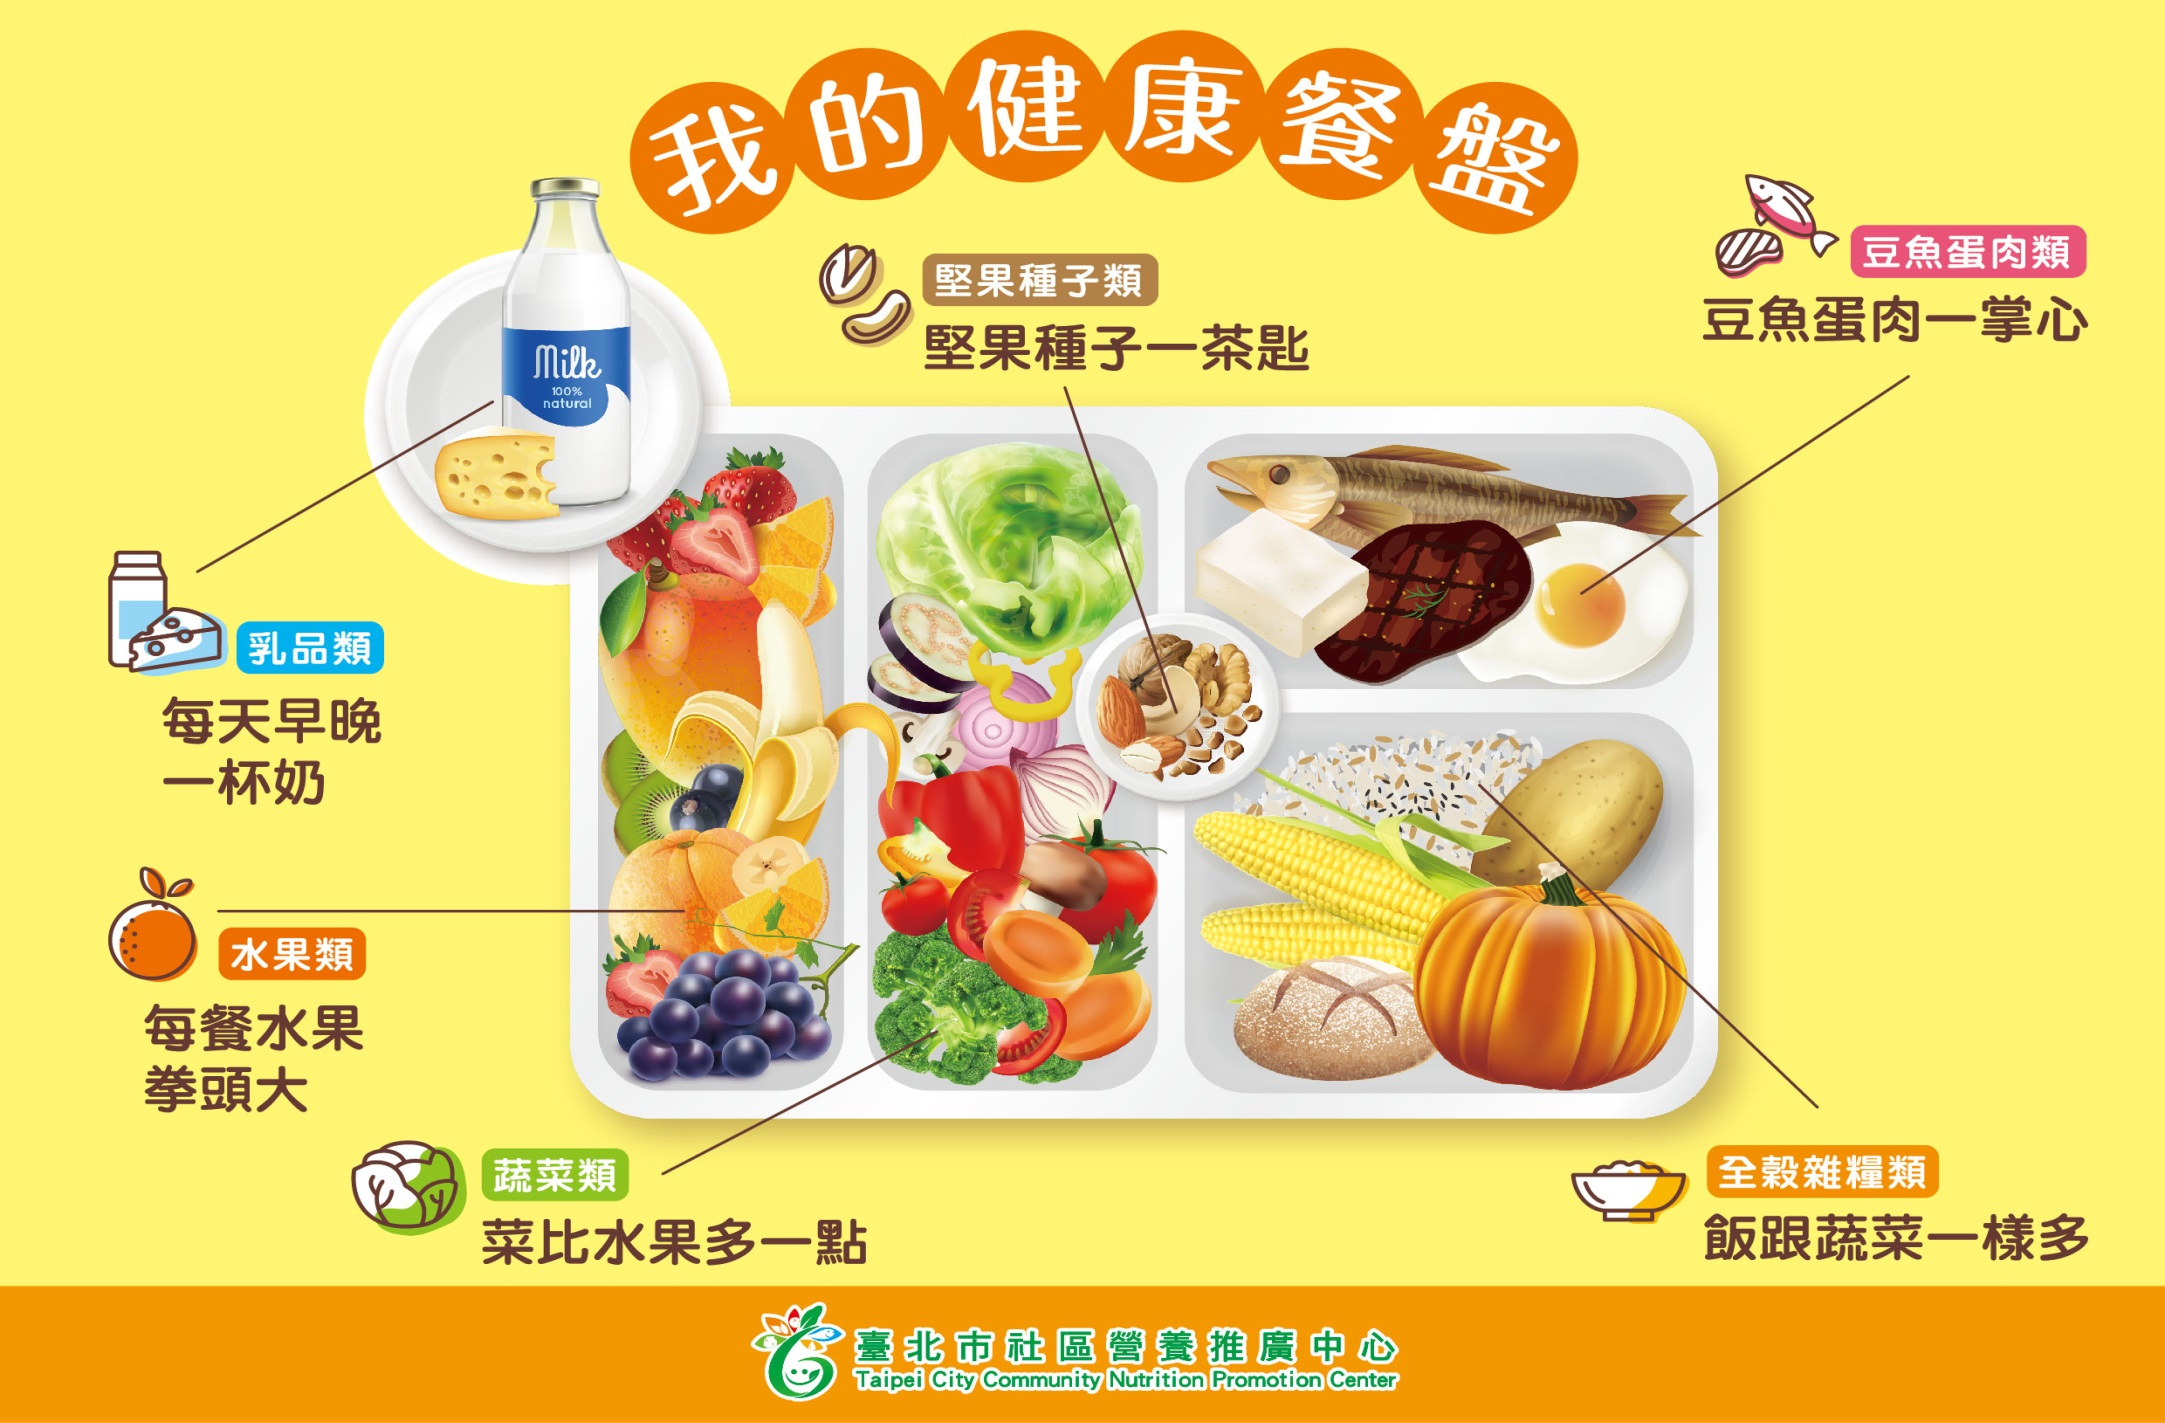 我的健康餐盤
Milk
100%
natural
堅果種子類
堅果種子一茶匙
豆魚蛋肉類
豆魚蛋肉一掌心
乳品類
每天早晚
一杯奶
水果類
每餐水果
拳頭大
蔬菜類
菜比水果多一點
全穀雜糧類
飯跟蔬菜一樣多
臺北市社區營養推廣中心
Taipei City Community Nutrition Promotion Center